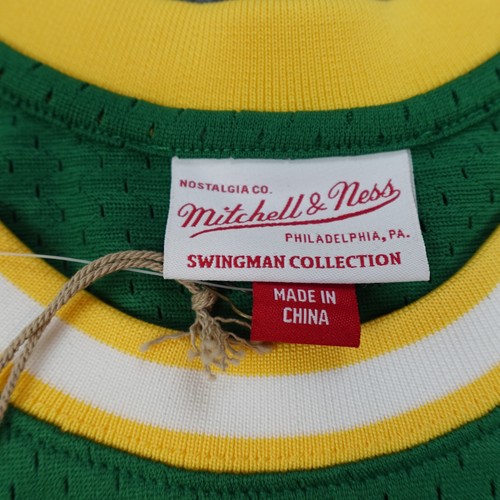 NOSTALGIA CO.
Mitchell & Ness
PHILADELPHIA, PA.
SWINGMAN COLLECTION
MADE IN
CHINA